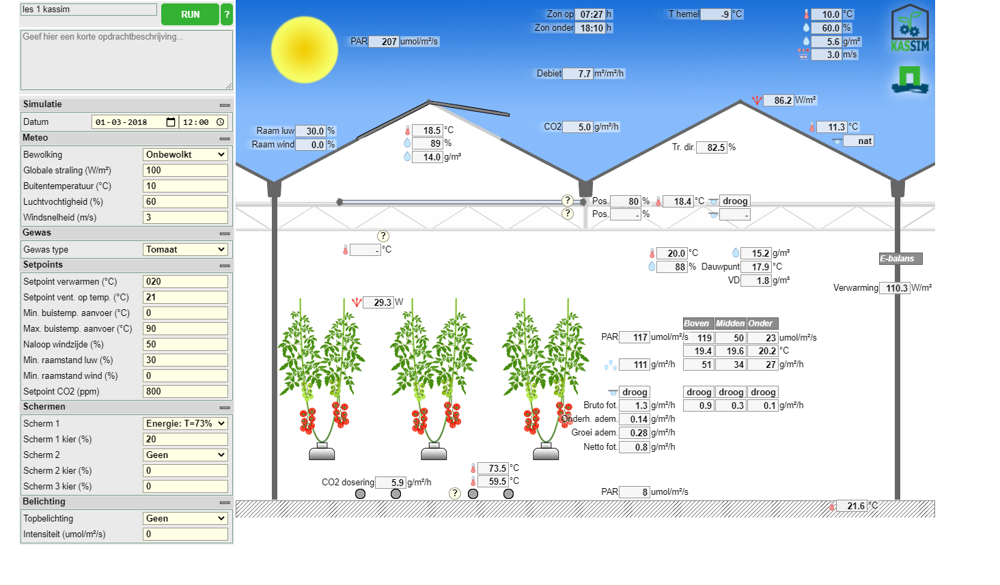 les 1 kassim
RUN
?
Geef hier een korte opdrachtbeschrijving...
Simulatie
Datum 01-03-2018 12:00
Meteo
Bewolking Onbewolkt
Globale straling (W/m²) 100
Buitentemperatuur (°C) 10
Luchtvochtigheid (%) 60
Windsnelheid (m/s) 3
Gewas
Gewas type Tomaat
Setpoints
Setpoint verwarmen (°C) 020
Setpoint vent. op temp. (°C) 21
Min. buistemp. aanvoer (°C) 0
Max. buistemp. aanvoer (°C) 90
Naloop windzijde (%) 50
Min. raamstand luw (%) 30
Min. raamstand wind (%) 0
Setpoint CO2 (ppm) 800
Schermen
Scherm 1 Energie: T=73%
Scherm 1 kier (%) 20
Scherm 2 Geen
Scherm 2 kier (%) 0
Scherm 3 kier (%) 0
Belichting
Topbelichting Geen
Intensiteit (umol/m²/s) 0
Zon op 07:27 h
Zon onder 18:10 h
T hemel -9 °C
10.0 °C
60.0 %
5.6 g/m³
3.0 m/s
KASSIM
PAR 207 umol/m²/s
Debiet 7.7 m³/m²/h
86.2 W/m²
Raam luw 30.0 %
Raam wind 0.0 %
18.5 °C
89 %
14.0 g/m³
CO2 5.0 g/m²/h
Tr. dir. 82.5 %
11.3 °C
nat
? Pos. 80 % 18.4 °C droog
? Pos. - % -
?
- °C
20.0 °C 15.2 g/m³
88 % Dauwpunt 17.9 °C
VD 1.8 g/m³
E-balans
Verwarming 110.3 W/m²
29.3 W
Boven Midden Onder
PAR 117 umol/m²/s 119 50 23 umol/m²/s
19.4 19.6 20.2 °C
111 g/m²/h 51 34 27 g/m²/h
droog droog droog droog
Bruto fot. 1.3 g/m²/h 0.9 0.3 0.1 g/m²/h
Onderh. adem. 0.14 g/m²/h
Groei adem. 0.28 g/m²/h
Netto fot. 0.8 g/m²/h
73.5 °C
CO2 dosering 5.9 g/m²/h 59.5 °C
?
PAR 8 umol/m²/s
21.6 °C